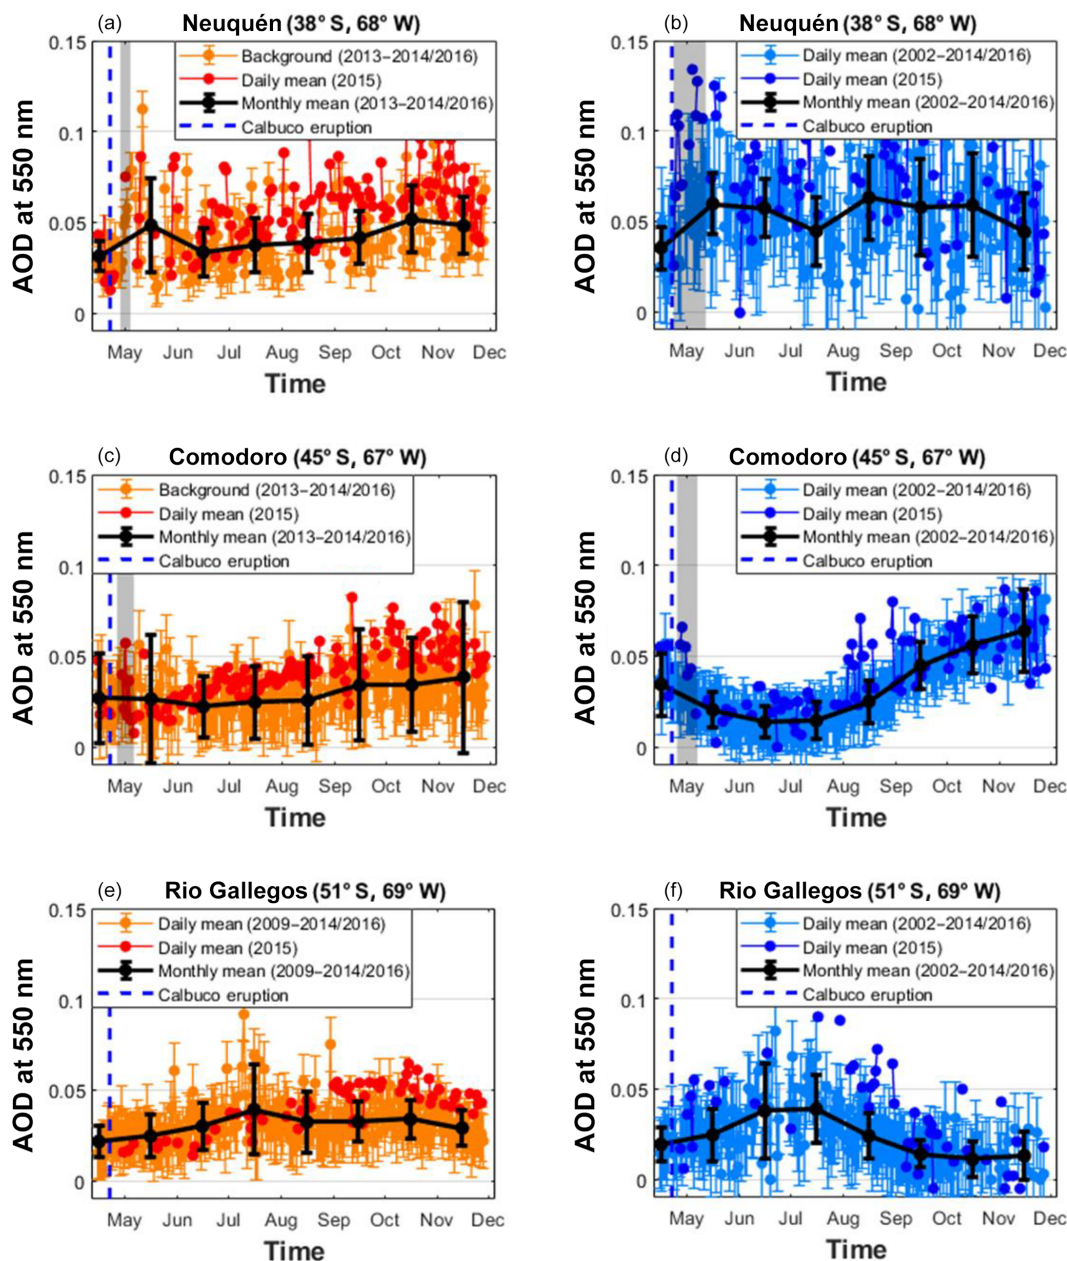 (a) Neuquén (38° S, 68° W)
0.15
0.1
0.05
0
AOD at 550 nm
Background (2013–2014/2016)
Daily mean (2015)
Monthly mean (2013–2014/2016)
Calbuco eruption
May Jun Jul Aug Sep Oct Nov Dec
Time
(b) Neuquén (38° S, 68° W)
0.15
0.1
0.05
0
AOD at 550 nm
Daily mean (2002–2014/2016)
Daily mean (2015)
Monthly mean (2002–2014/2016)
Calbuco eruption
May Jun Jul Aug Sep Oct Nov Dec
Time
(c) Comodoro (45° S, 67° W)
0.15
0.1
0.05
0
AOD at 550 nm
Background (2013–2014/2016)
Daily mean (2015)
Monthly mean (2013–2014/2016)
Calbuco eruption
May Jun Jul Aug Sep Oct Nov Dec
Time
(d) Comodoro (45° S, 67° W)
0.15
0.1
0.05
0
AOD at 550 nm
Daily mean (2002–2014/2016)
Daily mean (2015)
Monthly mean (2002–2014/2016)
Calbuco eruption
May Jun Jul Aug Sep Oct Nov Dec
Time
(e) Rio Gallegos (51° S, 69° W)
0.15
0.1
0.05
0
AOD at 550 nm
Daily mean (2009–2014/2016)
Daily mean (2015)
Monthly mean (2009–2014/2016)
Calbuco eruption
May Jun Jul Aug Sep Oct Nov Dec
Time
(f) Rio Gallegos (51° S, 69° W)
0.15
0.1
0.05
0
AOD at 550 nm
Daily mean (2002–2014/2016)
Daily mean (2015)
Monthly mean (2002–2014/2016)
Calbuco eruption
May Jun Jul Aug Sep Oct Nov Dec
Time